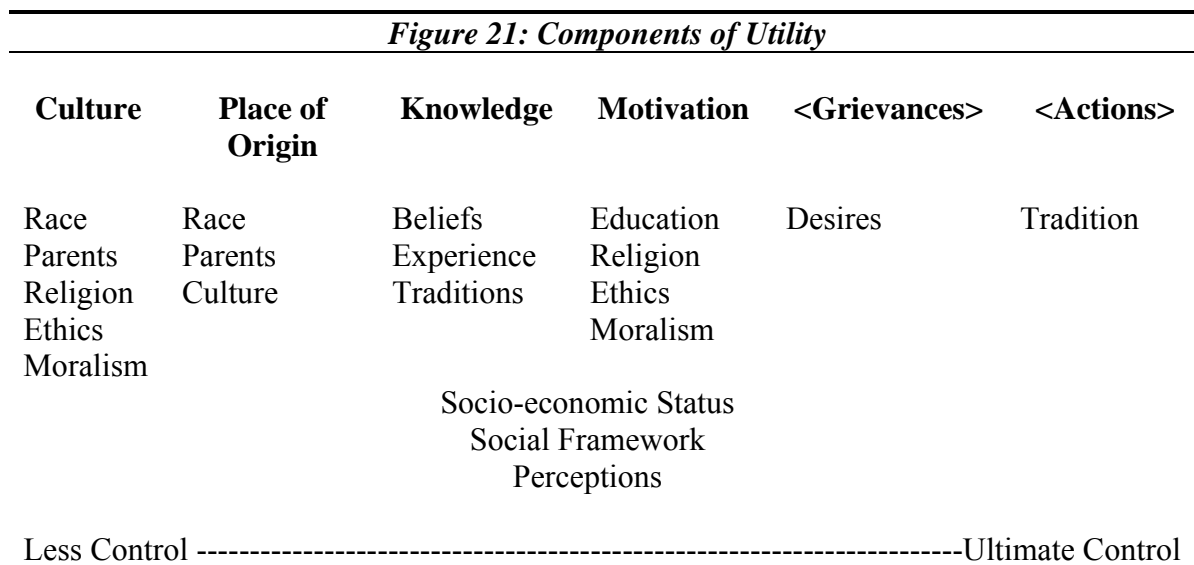 Figure 21: Components of Utility
Culture Place of Origin Knowledge Motivation <Grievances> <Actions>
Race Race Beliefs Education Desires Tradition
Parents Parents Experience Religion
Religion Culture Traditions Ethics
Ethics Moralism
Moralism
Socio-economic Status
Social Framework
Perceptions
Less Control -------------------------------------------------------------------------Ultimate Control